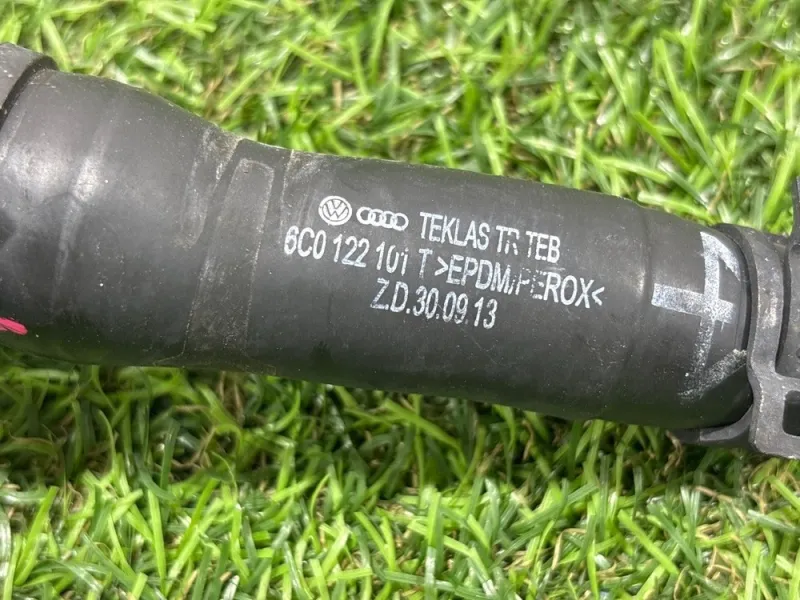 TEKLAS TR TEB
6C0 122 101 T >EPDM/PEROX<
Z.D.30.09.13